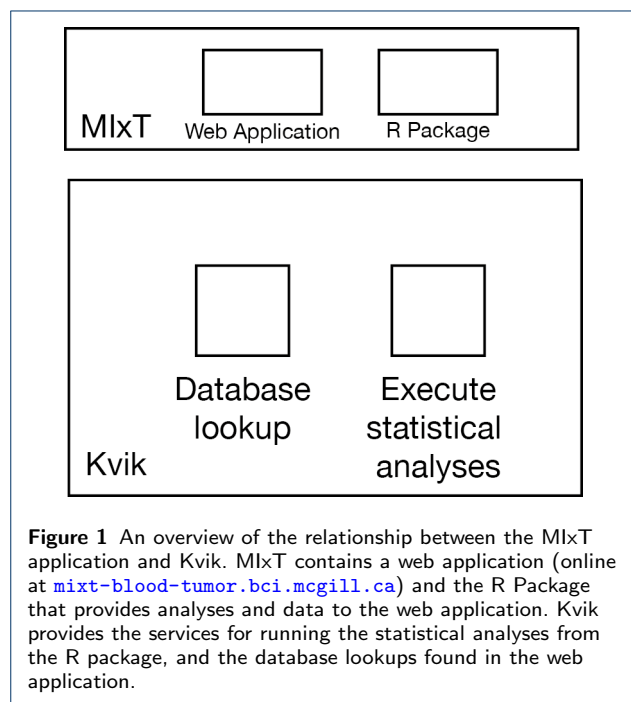 MIxT
Web Application
R Package
Database
lookup
Execute
statistical
analyses
Kvik
Figure 1 An overview of the relationship between the MIxT
application and Kvik. MIxT contains a web application (online
at mixt-blood-tumor.bci.mcgill.ca) and the R Package
that provides analyses and data to the web application. Kvik
provides the services for running the statistical analyses from
the R package, and the database lookups found in the web
application.